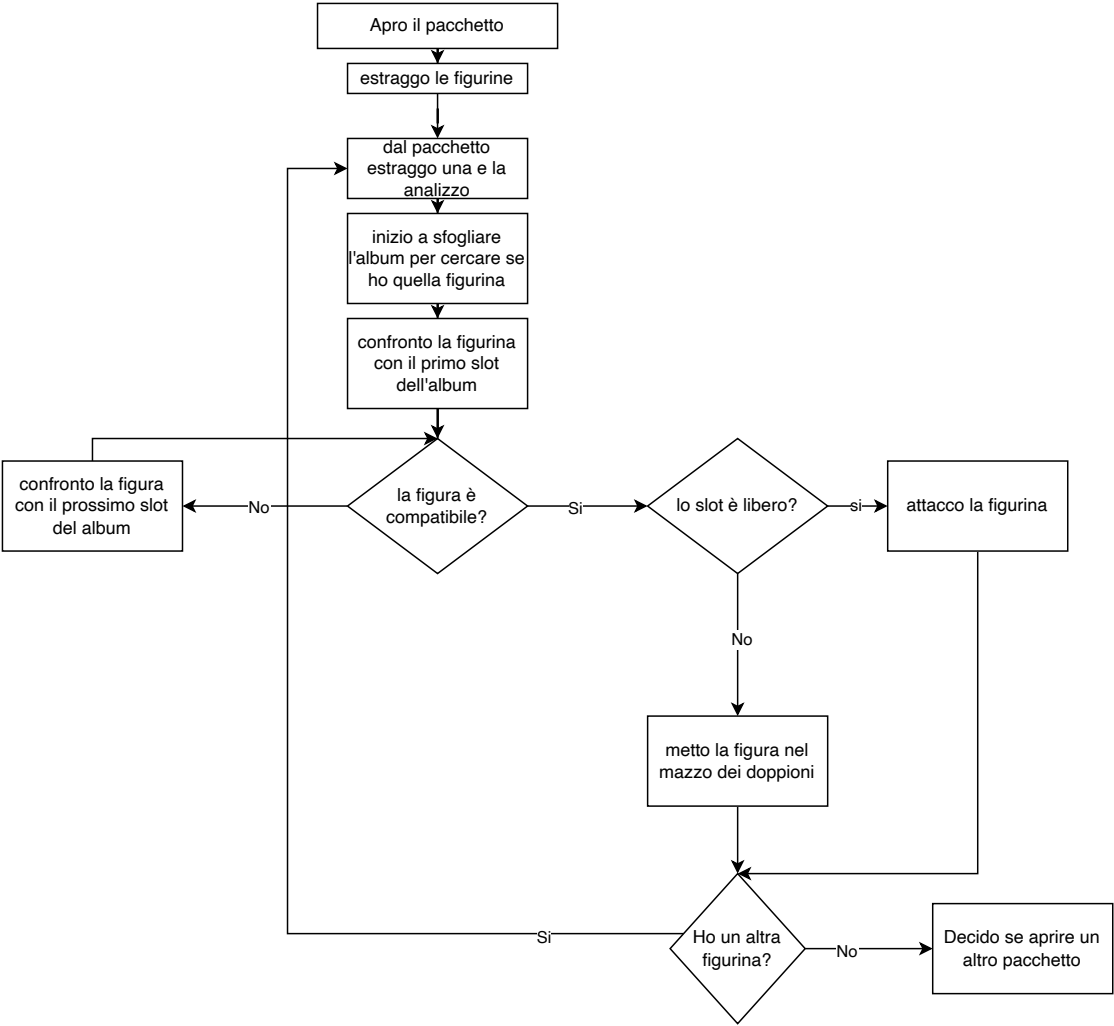 Apro il pacchetto
estraggo le figurine
dal pacchetto
estraggo una e la
analizzo
inizio a sfogliare
l'album per cercare se
ho quella figurina
confronto la figurina
con il primo slot
dell'album
confronto la figura
con il prossimo slot
del album
No
la figura è
compatibile?
Si
lo slot è libero?
si
attacco la figurina
No
metto la figura nel
mazzo dei doppioni
Si
Ho un altra
figurina?
No
Decido se aprire un
altro pacchetto